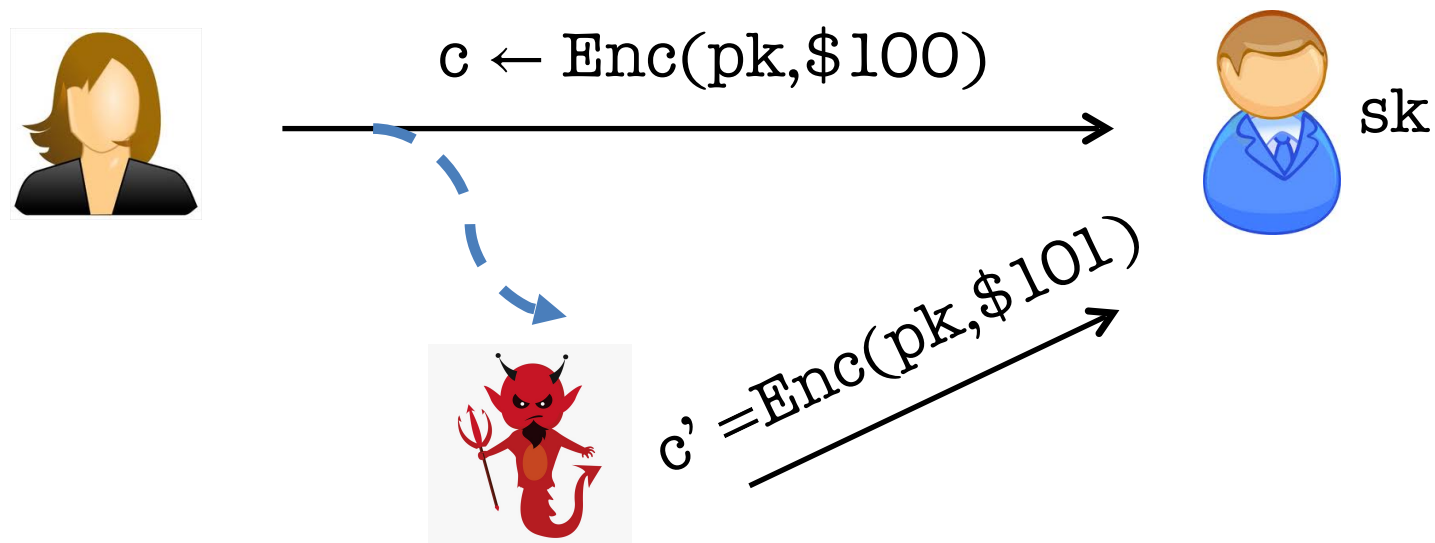 c ← Enc(pk,$100)
sk
c' =Enc(pk,$101)